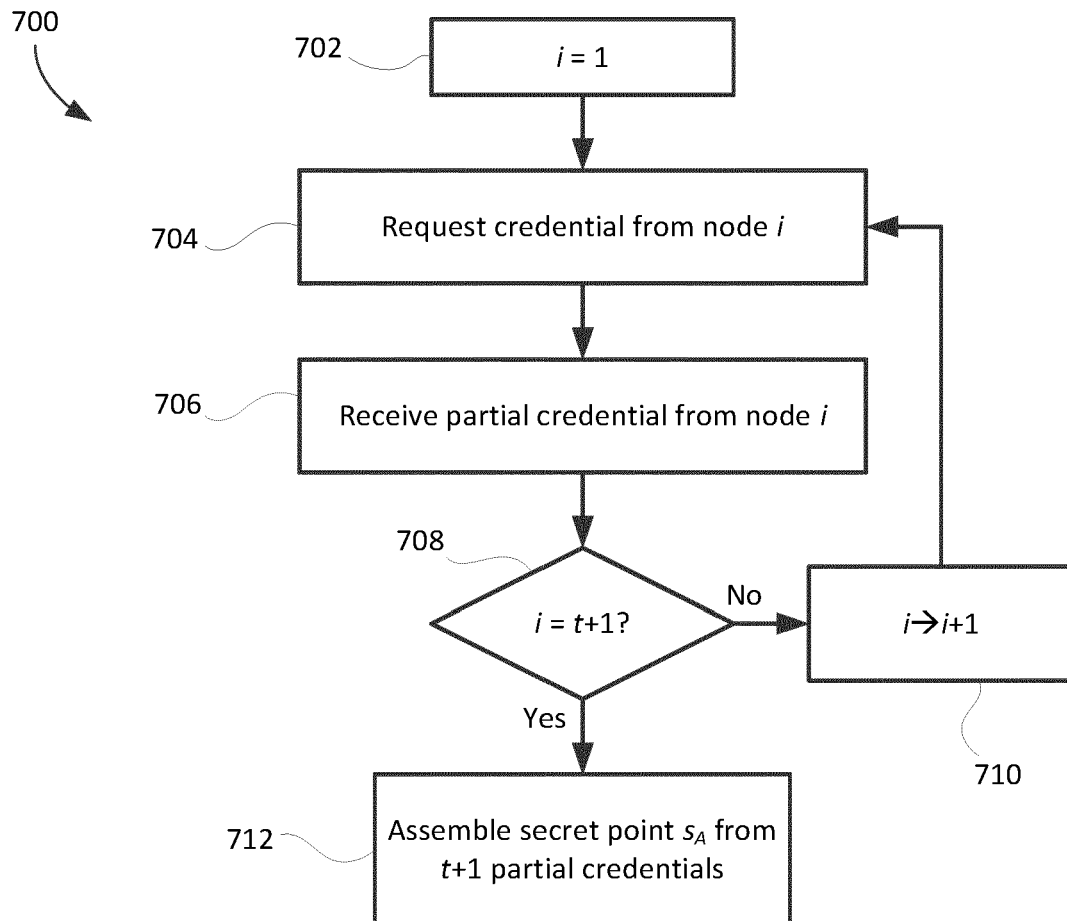 700
702
i = 1
704
Request credential from node i
706
Receive partial credential from node i
708
i = t+1?
No
i→i+1
Yes
710
712
Assemble secret point sA from
t+1 partial credentials